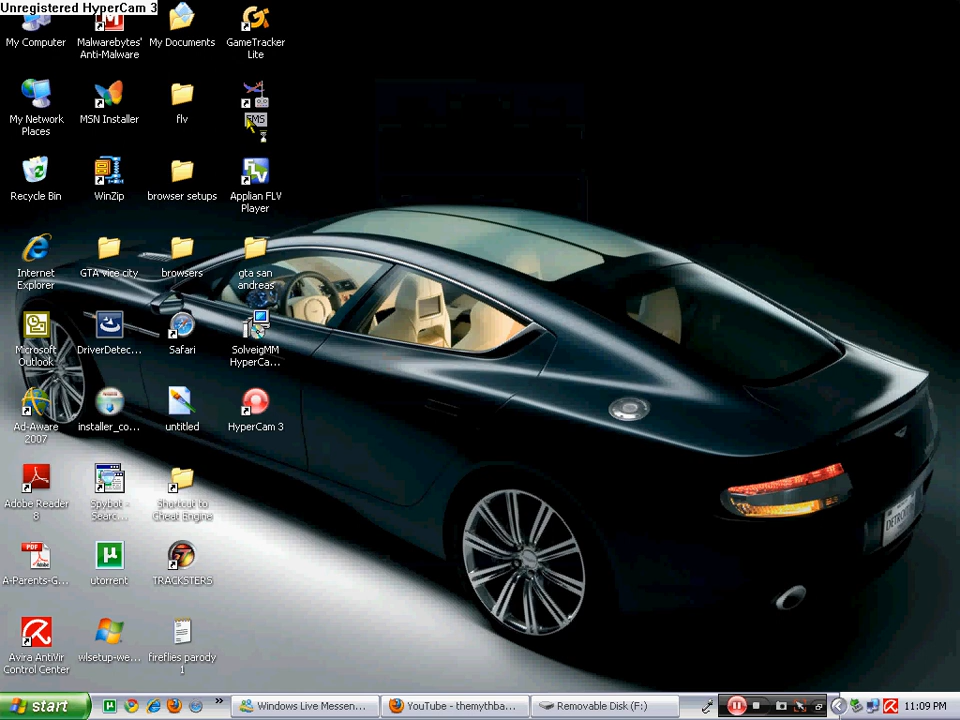 Unregistered HyperCam 3
My Computer
Malwarebytes' Anti-Malware
My Documents
GameTracker Lite
My Network Places
MSN Installer
flv
FMS
Recycle Bin
WinZip
browser setups
Applian FLV Player
Internet Explorer
GTA vice city
browsers
gta san andreas
Microsoft Outlook
DriverDetec...
Safari
SolveigMM HyperCa...
Ad-Aware 2007
installer_co...
untitled
HyperCam 3
Adobe Reader 8
Spybot - Searc...
Shortcut to Cheat Engine
A-Parents-G...
utorrent
TRACKSTERS
Avira AntiVir Control Center
wlsetup-we...
fireflies parody 1
start
Windows Live Messen...
YouTube - themythba...
Removable Disk (F:)
11:09 PM